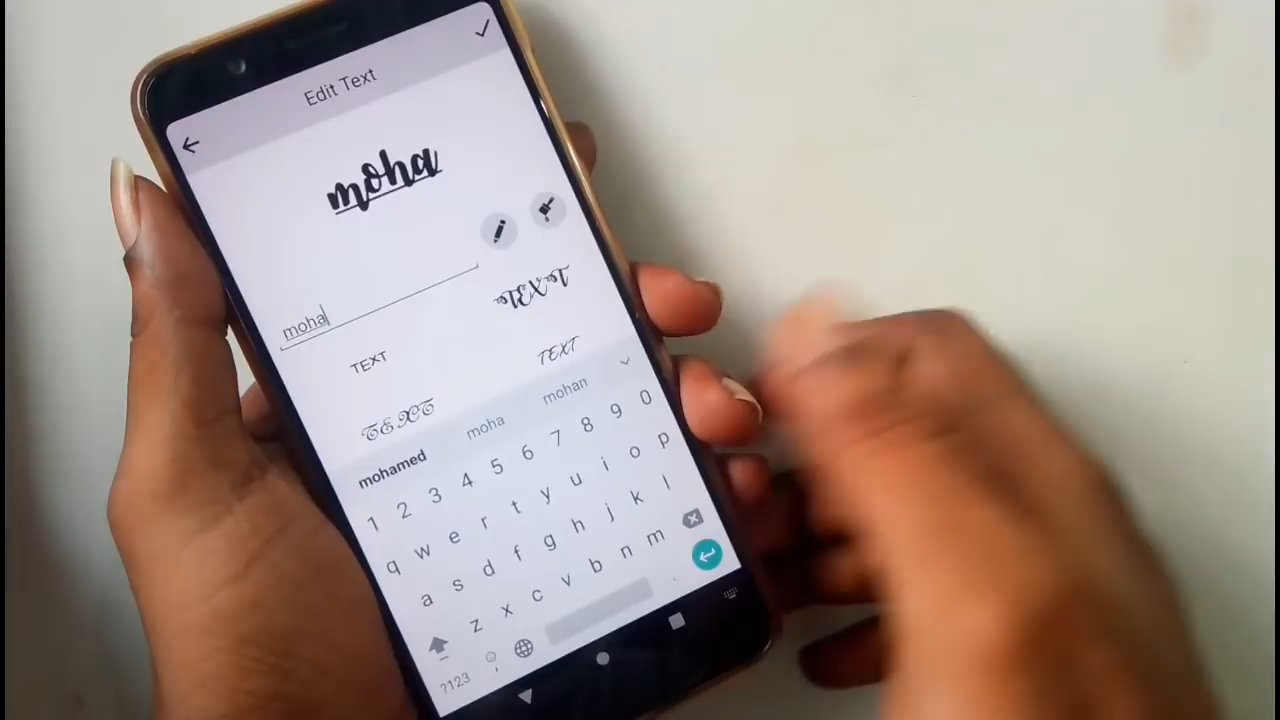 Edit Text
moha
moha
TEXT
TEXT
TEXT
TEXT
mohamed moha mohan
1 2 3 4 5 6 7 8 9 0
q w e r t y u i o p
a s d f g h j k l
z x c v b n m
?123 , .